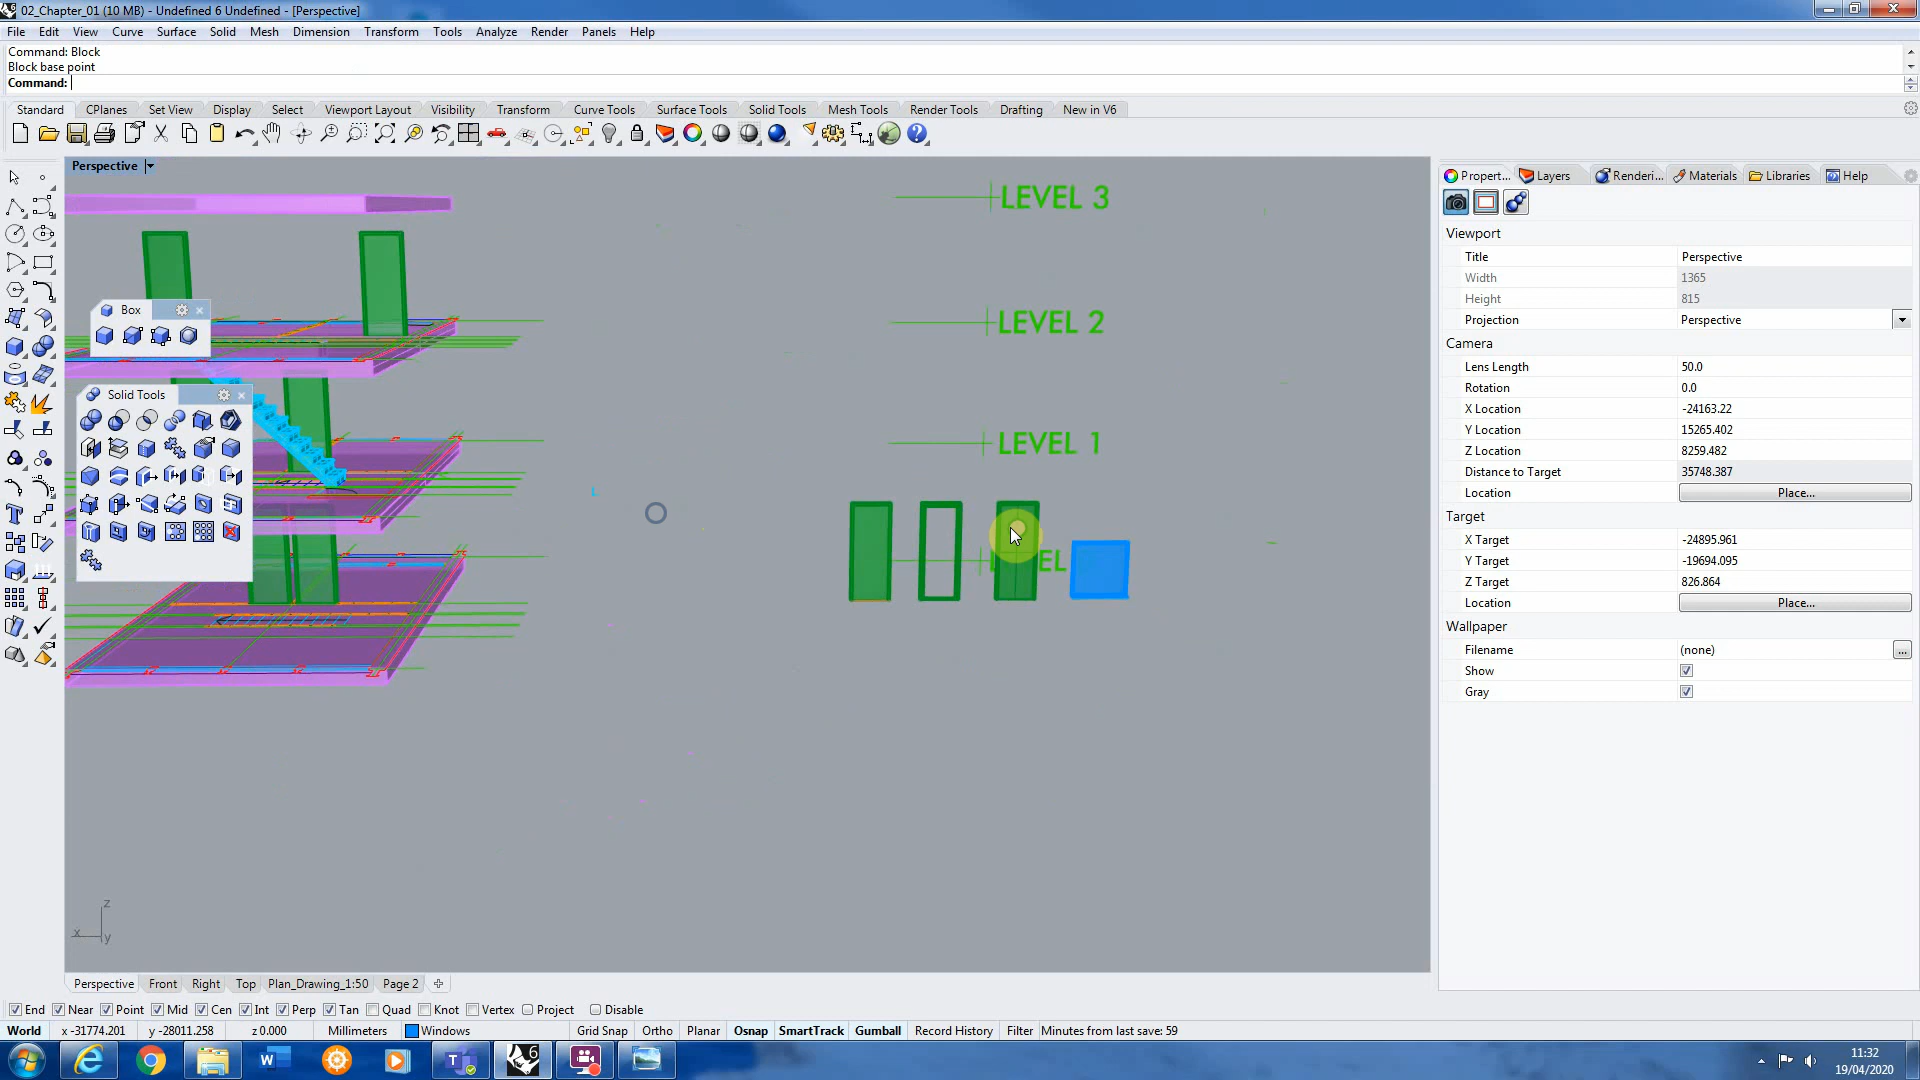 02_Chapter_01 (10 MB) - Undefined 6 Undefined - [Perspective]
File Edit View Curve Surface Solid Mesh Dimension Transform Tools Analyze Render Panels Help
Command: Block
Block base point
Command:
Standard CPlanes Set View Display Select Viewport Layout Visibility Transform Curve Tools Surface Tools Solid Tools Mesh Tools Render Tools Drafting New in V6
Perspective
Propert... Layers Renderi... Materials Libraries Help
Viewport
Title Perspective
Width 1365
Height 815
Projection Perspective
Camera
Lens Length 50.0
Rotation 0.0
X Location -24163.22
Y Location 15265.402
Z Location 8259.482
Distance to Target 35748.387
Location Place...
Target
X Target -24895.961
Y Target -19694.095
Z Target 826.864
Location Place...
Wallpaper
Filename (none) ...
Show
Gray
LEVEL 3
LEVEL 2
LEVEL 1
Box
Solid Tools
z
x
y
Perspective Front Right Top Plan_Drawing_1:50 Page 2
End Near Point Mid Cen Int Perp Tan Quad Knot Vertex Project Disable
World x -31774.201 y -28011.258 z 0.000 Millimeters Windows Grid Snap Ortho Planar Osnap SmartTrack Gumball Record History Filter Minutes from last save: 59
11:32
19/04/2020